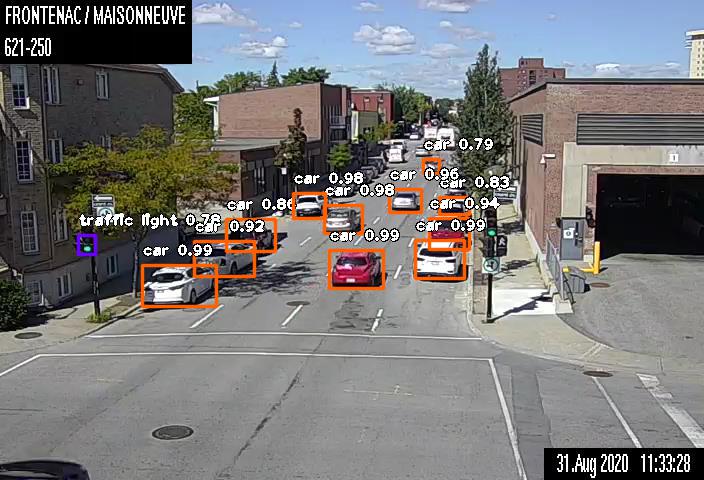 FRONTENAC / MAISONNEUVE
621-250
car 0.79
car 0.98
car 0.96
car 0.98
car 0.83
car 0.86
car 0.94
traffic light 0.78
car 0.92
car 0.99
car 0.99
car 0.99
1
31.Aug 2020 11:33:28